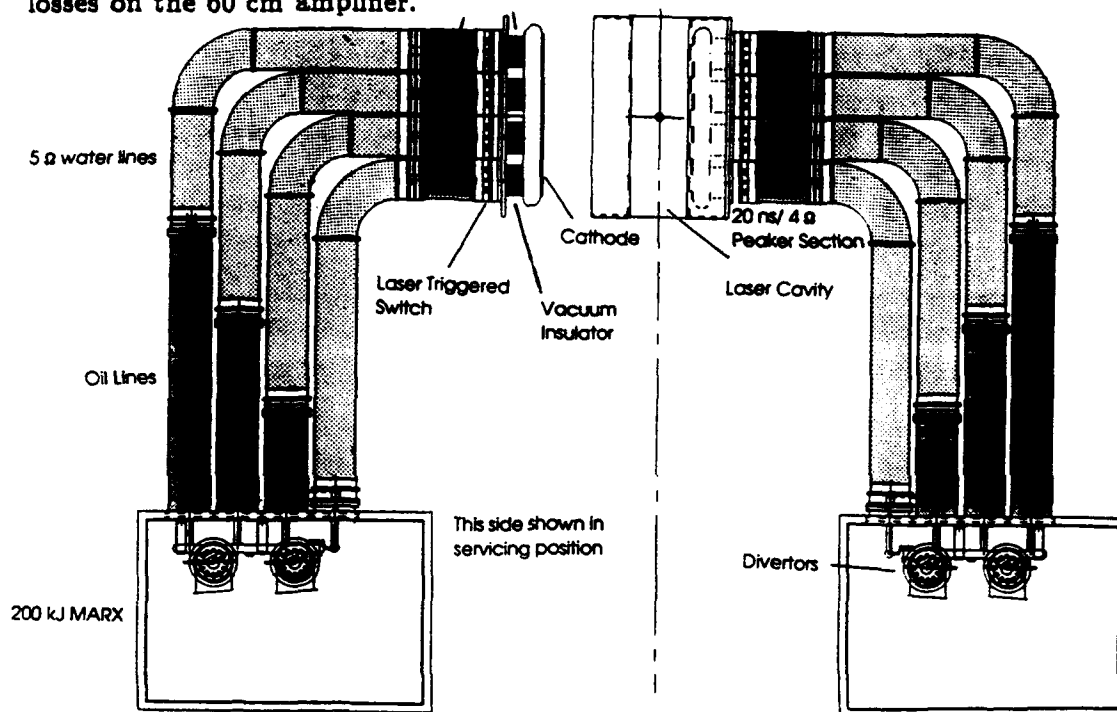 losses on the 60 cm amplifier.
5 Ω water lines
Cathode
20 ns/ 4 Ω
Peaker Section
Laser Triggered
Switch
Vacuum
Insulator
Laser Cavity
Oil Lines
This side shown in
servicing position
Divertors
200 kJ MARX